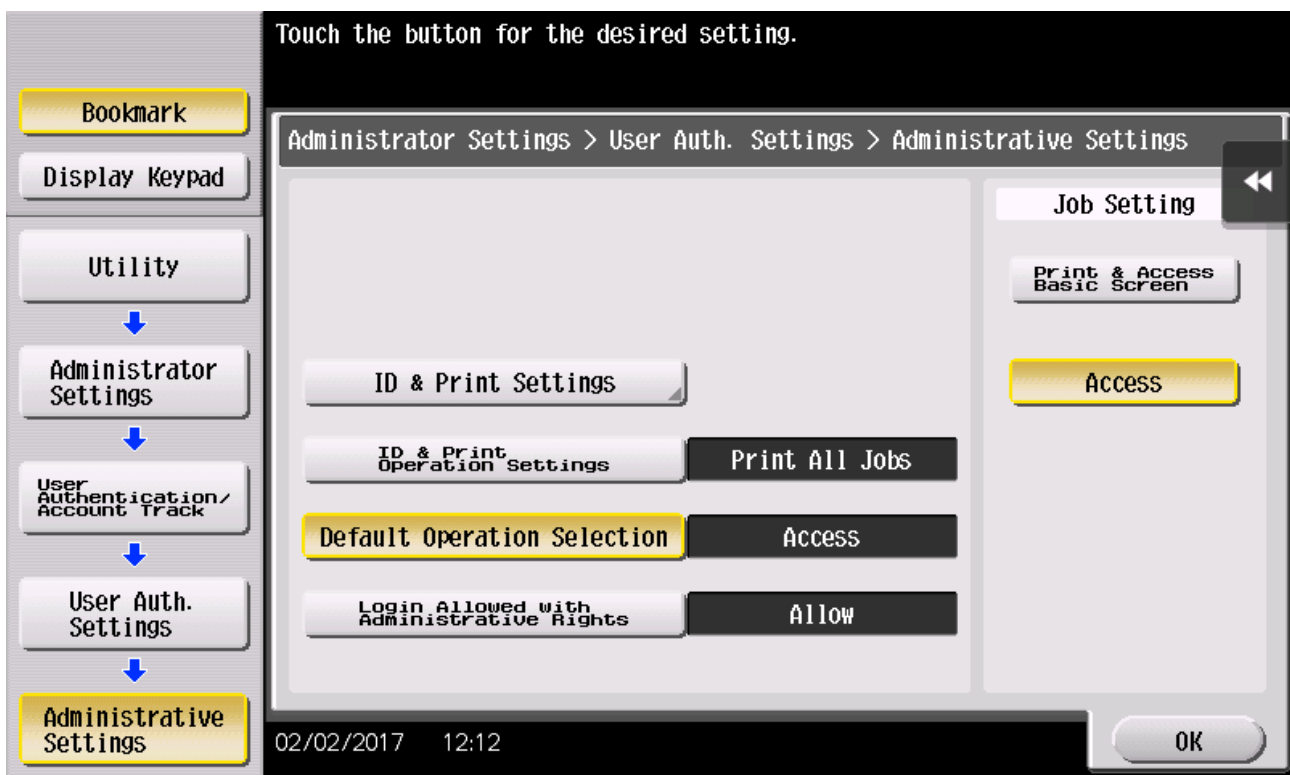 Touch the button for the desired setting.
Bookmark
Display Keypad
Utility
Administrator
Settings
User
Authentication/
Account Track
User Auth.
Settings
Administrative
Settings
Administrator Settings > User Auth. Settings > Administrative Settings
ID & Print Settings
ID & Print
Operation Settings
Print All Jobs
Default Operation Selection
Access
Login Allowed with
Administrative Rights
Allow
Job Setting
Print & Access
Basic Screen
Access
02/02/2017 12:12
OK